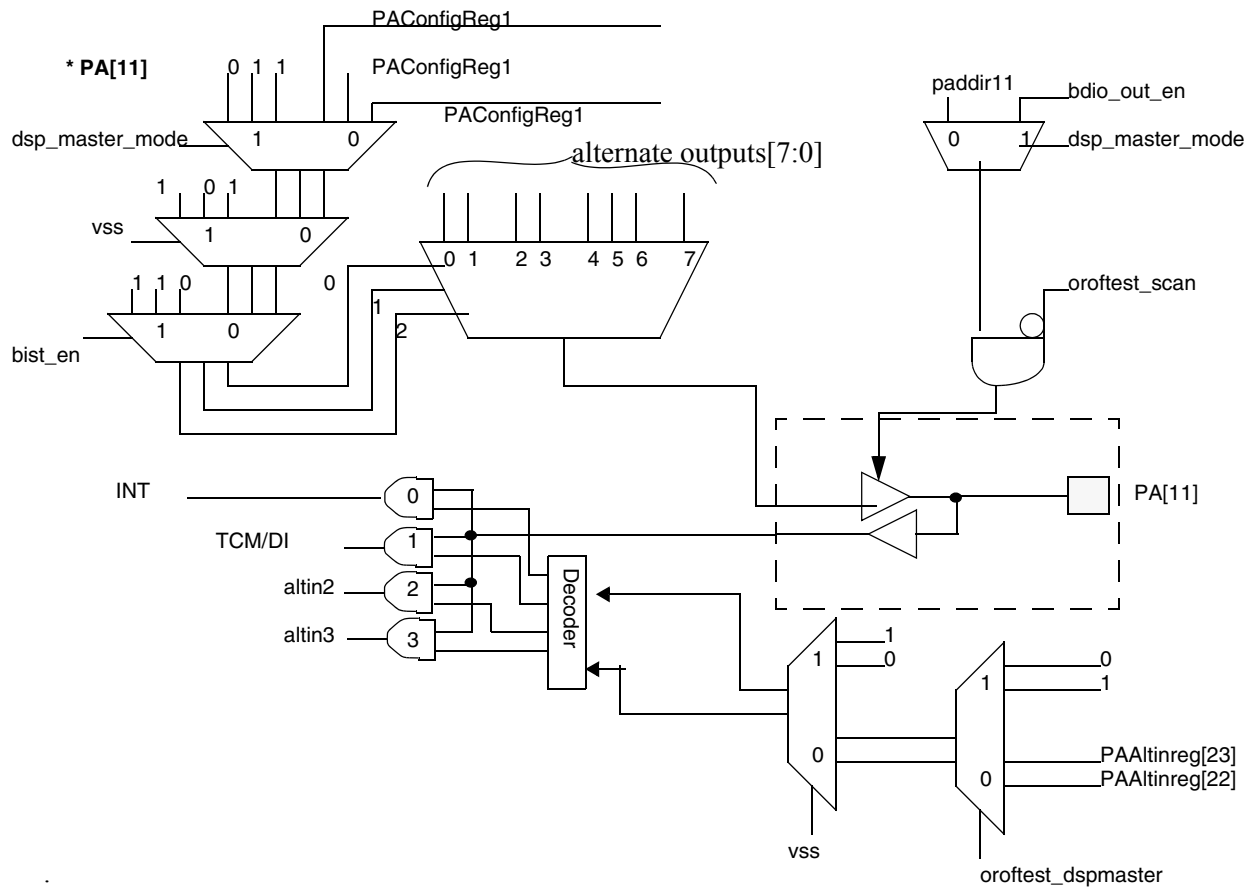 PAConfigReg1
* PA[11]
0 1 1
PAConfigReg1
PAConfigReg1
dsp_master_mode
1 0
alternate outputs[7:0]
paddir11
bdio_out_en
0 1
dsp_master_mode
1 0 1
vss
1 0
0 1 2 3 4 5 6 7
1 1 0
0
1
2
1 0
bist_en
oroftest_scan
INT
0
TCM/DI
1
altin2
2
altin3
3
Decoder
PA[11]
1
0
1
0
vss
0
1
1
0
PAAltinreg[23]
PAAltinreg[22]
oroftest_dspmaster
.